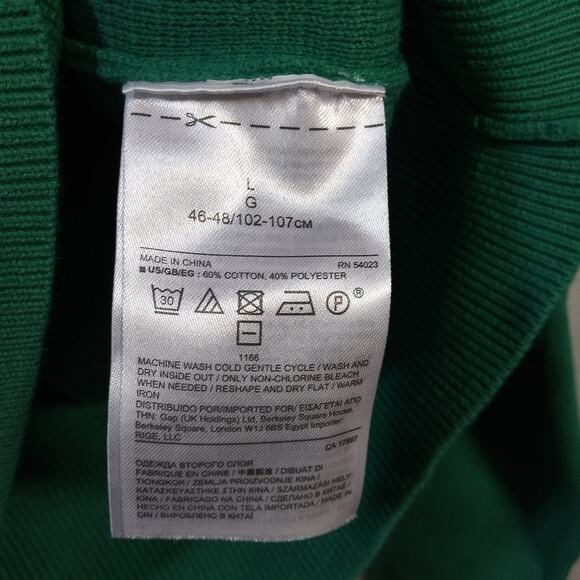 L
G
46-48/102-107CM
MADE IN CHINA RN 54023
US/GB/EG : 60% COTTON, 40% POLYESTER
30 P ®
1166
MACHINE WASH COLD GENTLE CYCLE / WASH AND
DRY INSIDE OUT / ONLY NON-CHLORINE BLEACH
WHEN NEEDED / RESHAPE AND DRY FLAT / WARM
IRON
DISTRIBUIDO POR/IMPORTED FOR/ ΕΙΣΑΓΕΤΑΙ ΑΠΟ
ΤΗΝ: Gap (UK Holdings) Ltd, Berkeley Square House,
Berkeley Square, London W1J 6BS Egypt Importer:
RIGE, LLC
CA 17897
ОДЕЖДА ВТОРОГО СЛОЯ
FABRIQUE EN CHINE / 中國製造 / DIBUAT DI
TIONGKOK / ZEMLJA PORIJEKLA KINA /
ΚΑΤΑΣΚΕΥΑΣΤΗΚΕ ΣΤΗΝ ΚΙΝΑ / SZÁRMAZÁSI HELY:
KÍNA / FABRICADO NA CHINA / СДЕЛАНО В КИТАЕ /
HECHO EN CHINA CON TELA IMPORTADA / MADE IN
CIN / ВИРОБЛЕНО В КИТАЇ